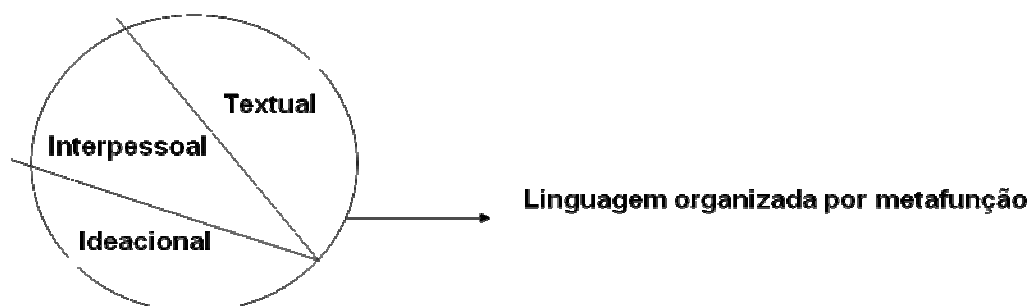 Textual
Interpessoal
Linguagem organizada por metafunção
Ideacional